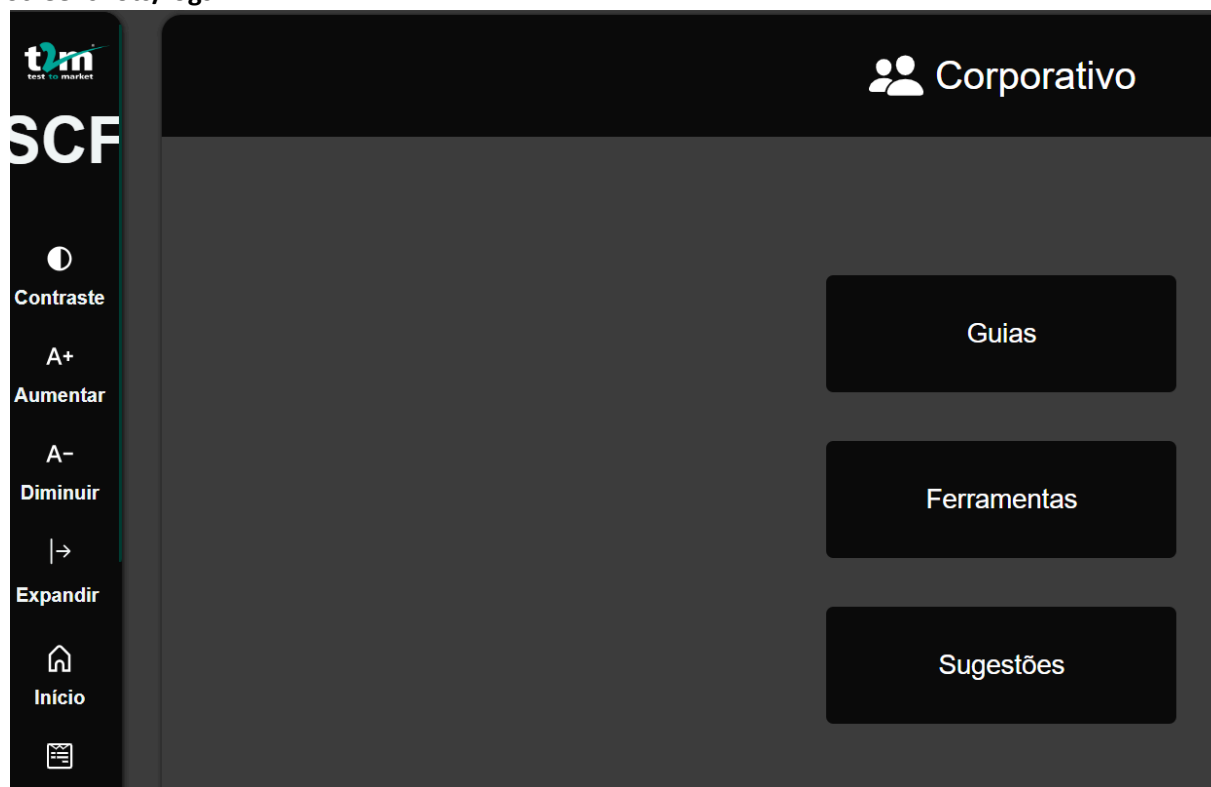 t2m
test to market
SCF
Contraste
A+
Aumentar
A-
Diminuir
Expandir
Início
Corporativo
Guias
Ferramentas
Sugestões